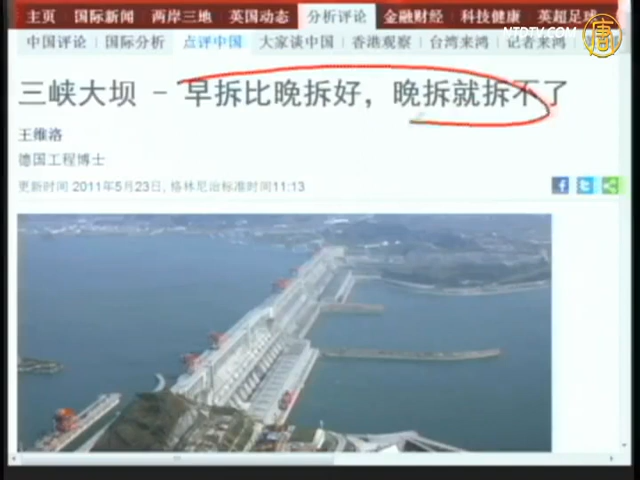 主页 国际新闻 两岸三地 英国动态 分析评论 金融财经 科技健康 英超足球
中国评论 国际分析 点评中国 大家谈中国 香港观察 台湾来鸿 记者来鸿
NTDTV.COM
唐
三峡大坝 - 早拆比晚拆好，晚拆就拆不了
王维洛
德国工程博士
更新时间 2011年5月23日, 格林尼治标准时间11:13